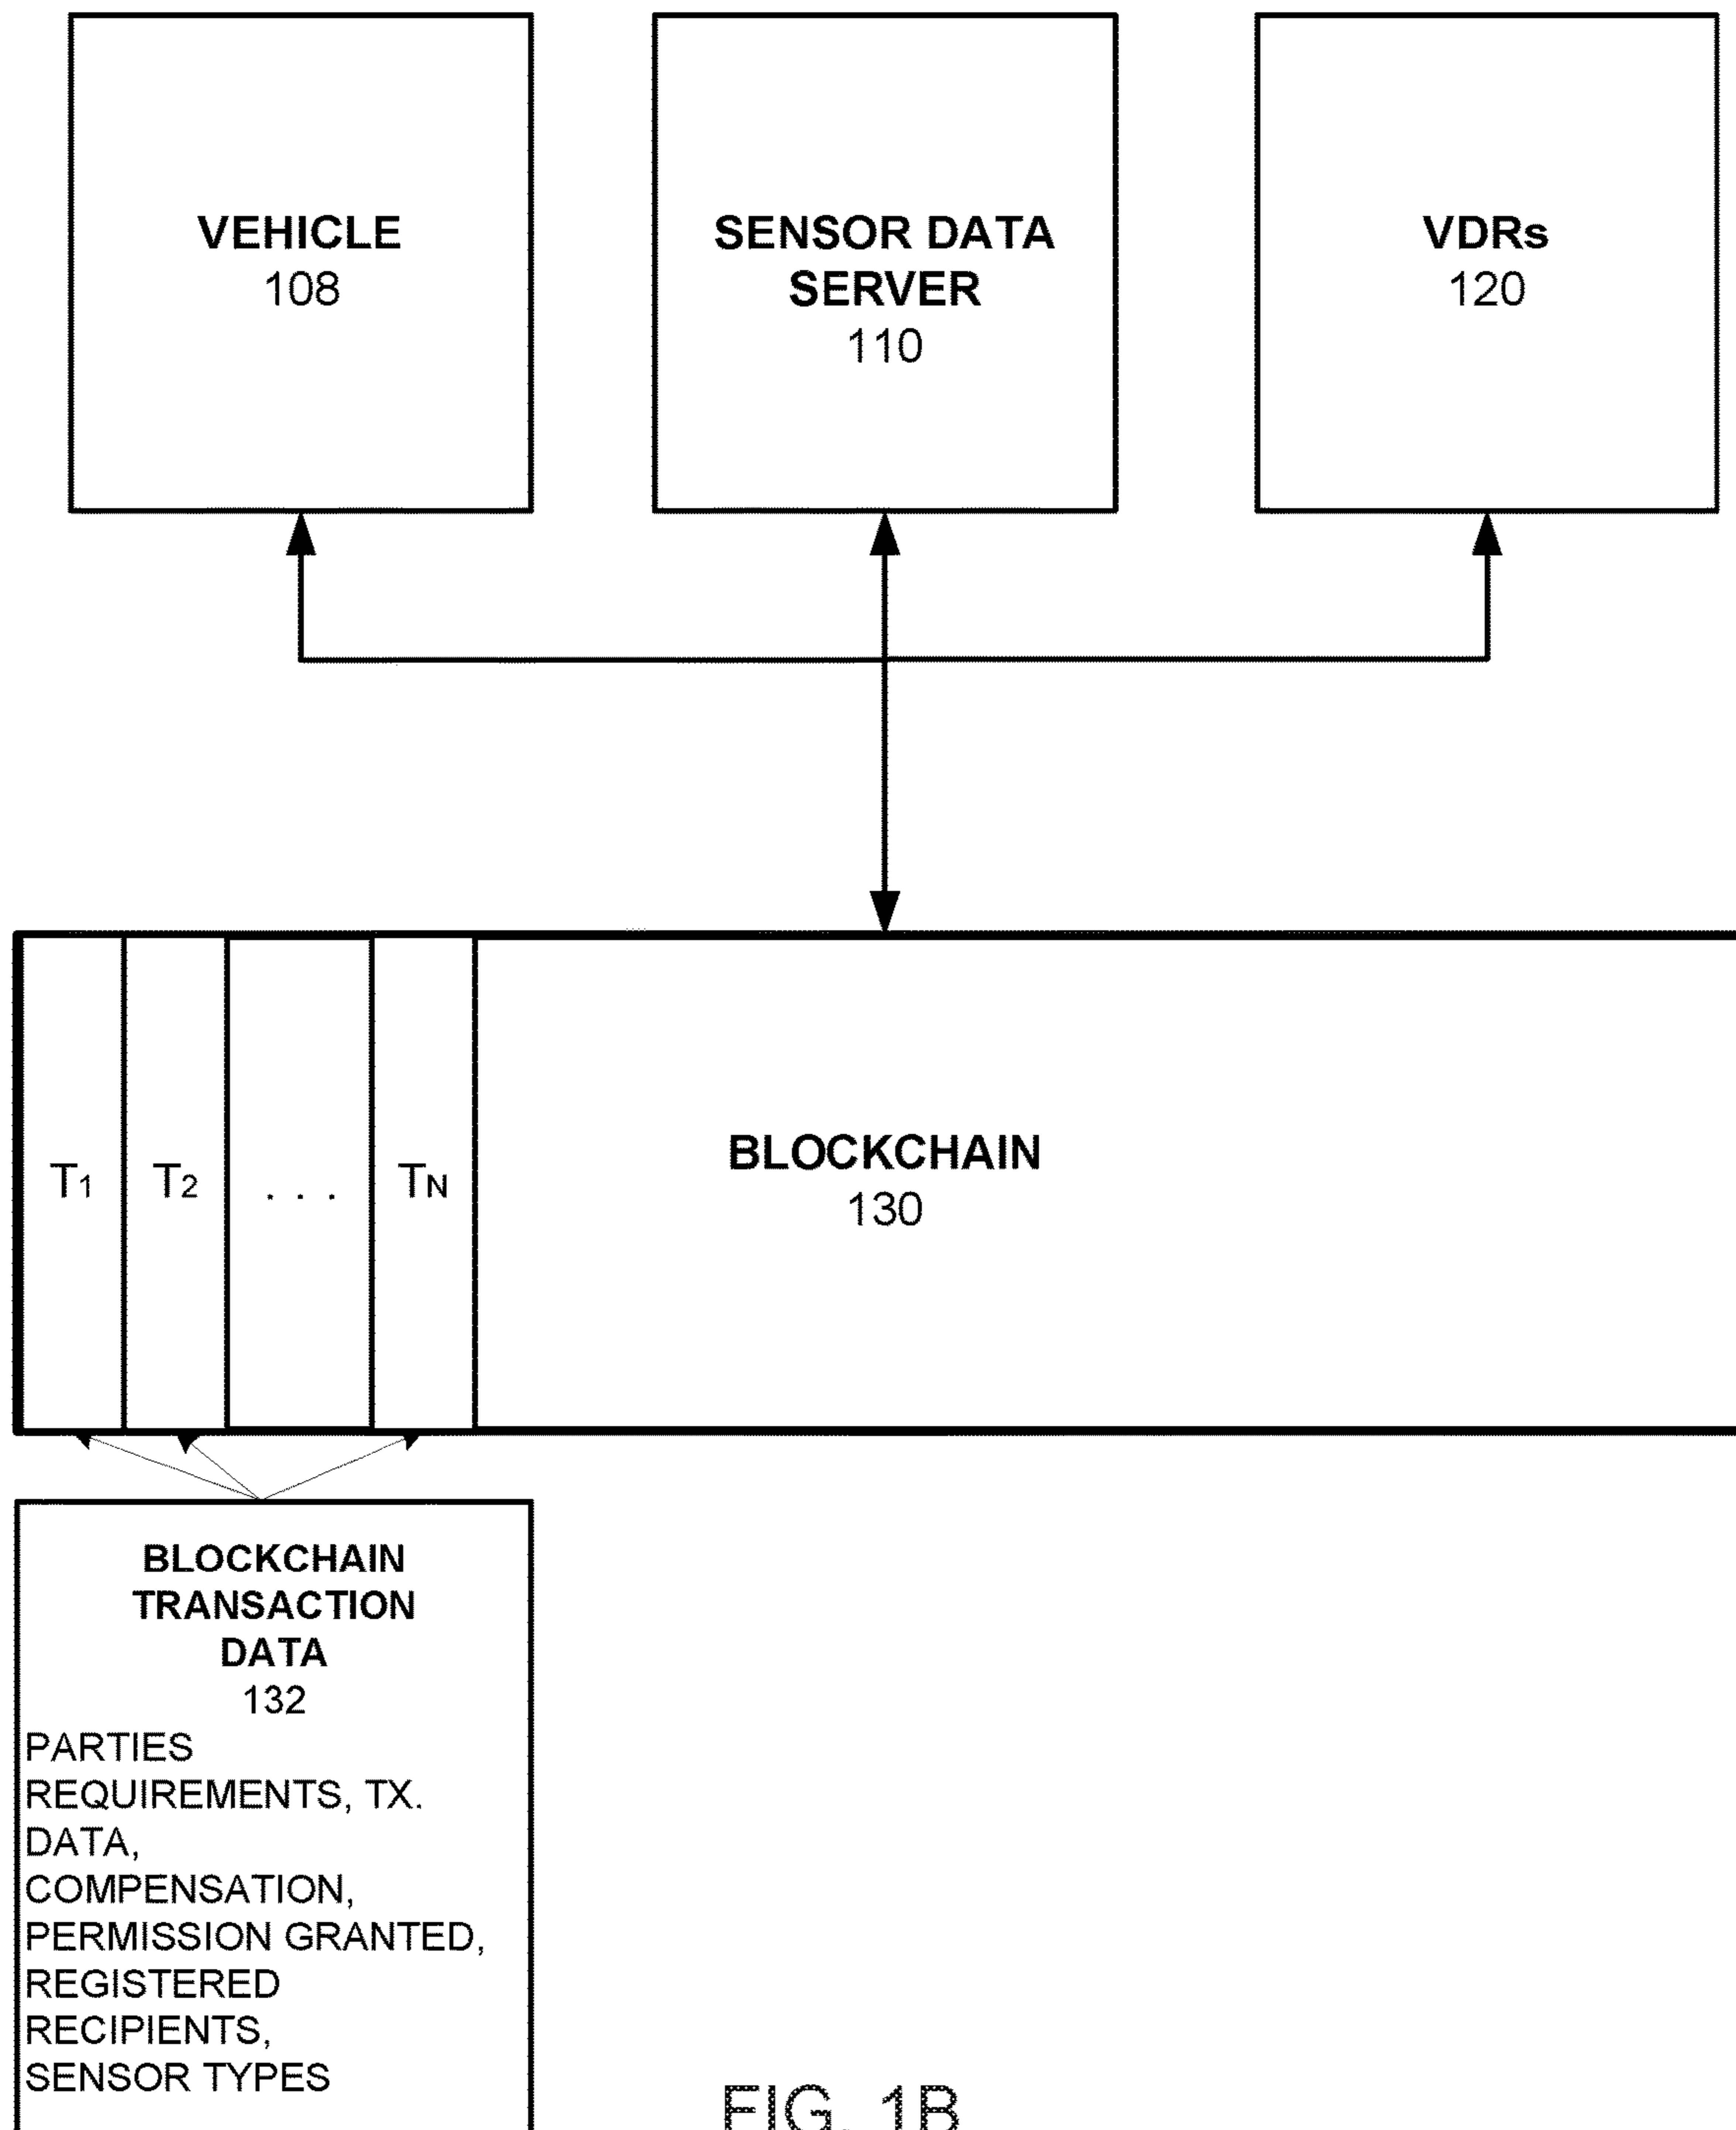 VEHICLE
108
SENSOR DATA
SERVER
110
VDRs
120
T1
T2
. . .
TN
BLOCKCHAIN
130
BLOCKCHAIN
TRANSACTION
DATA
132
PARTIES
REQUIREMENTS, TX.
DATA,
COMPENSATION,
PERMISSION GRANTED,
REGISTERED
RECIPIENTS,
SENSOR TYPES
FIG. 1B